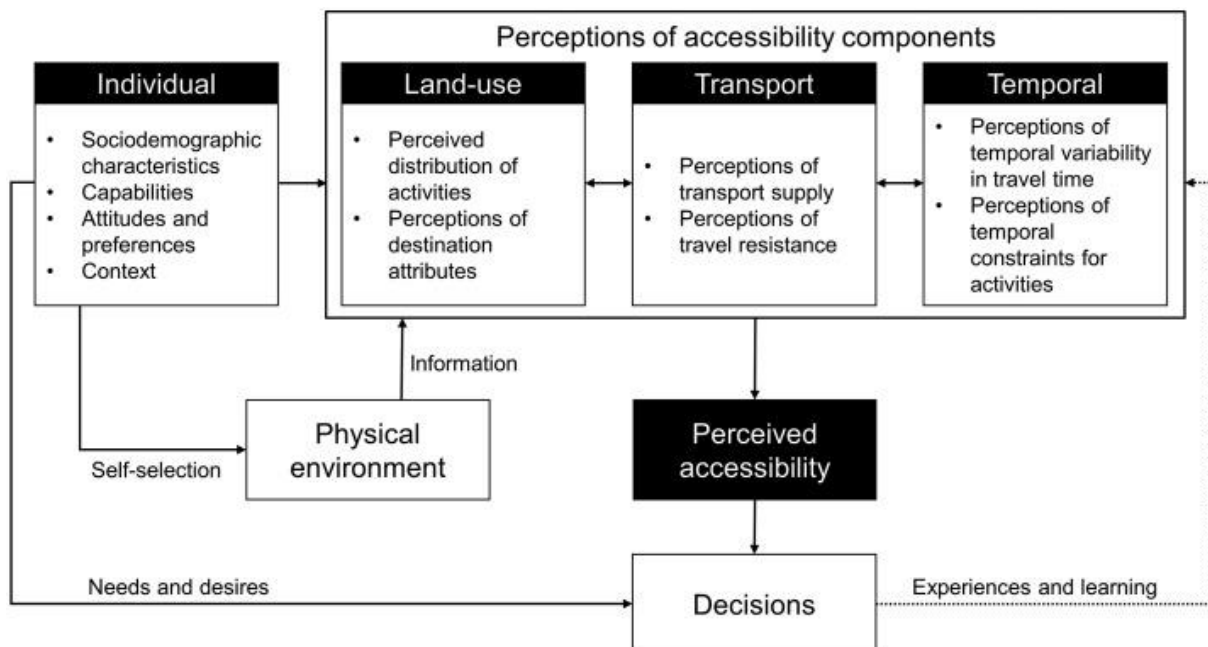 Perceptions of accessibility components
Individual
• Sociodemographic
characteristics
• Capabilities
• Attitudes and
preferences
• Context
Land-use
• Perceived
distribution of
activities
• Perceptions of
destination
attributes
Transport
• Perceptions of
transport supply
• Perceptions of
travel resistance
Temporal
• Perceptions of
temporal variability
in travel time
• Perceptions of
temporal
constraints for
activities
Information
Physical
environment
Self-selection
Perceived
accessibility
Needs and desires
Decisions
Experiences and learning